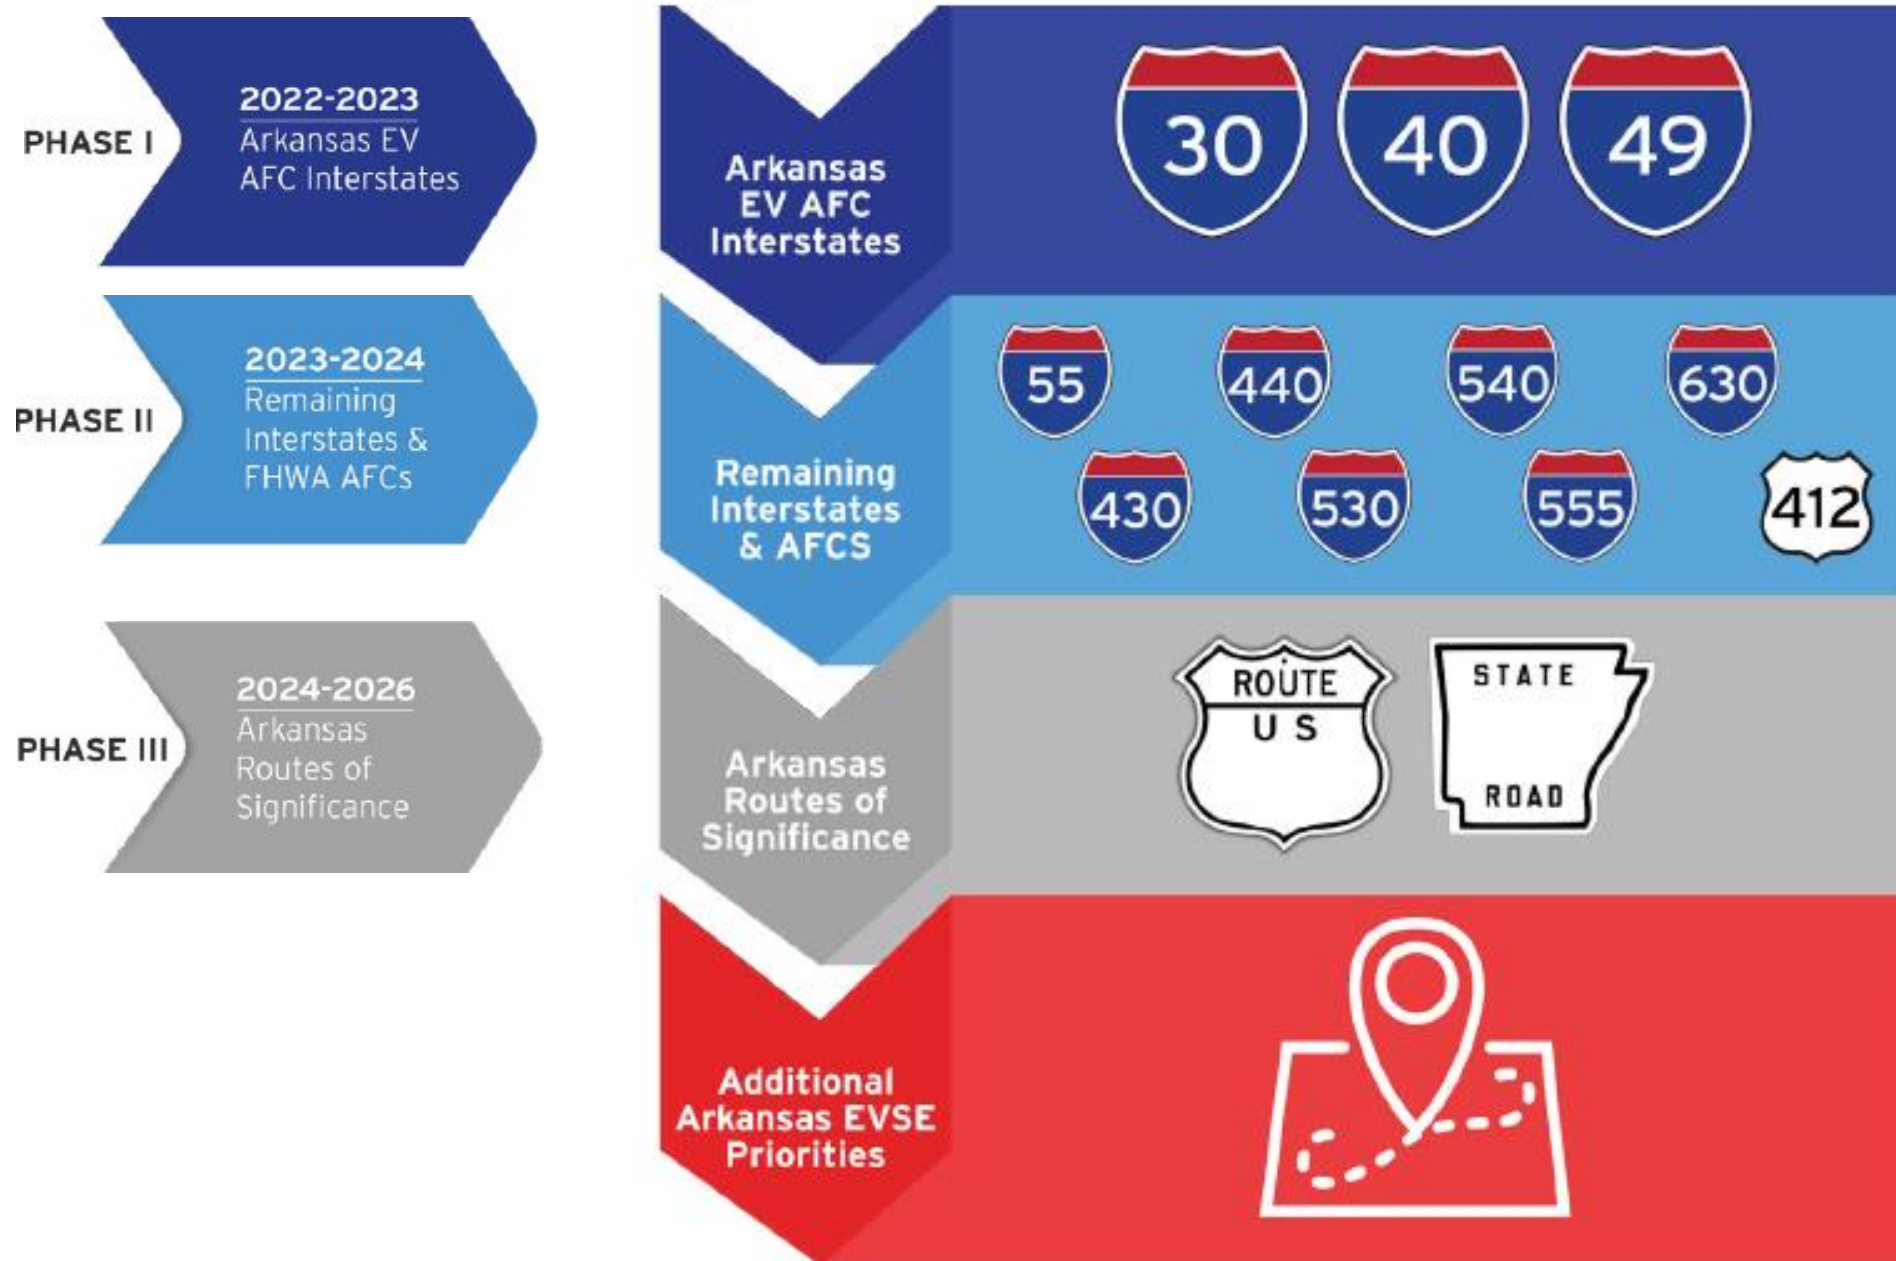 PHASE I
2022-2023
Arkansas EV
AFC Interstates
PHASE II
2023-2024
Remaining
Interstates &
FHWA AFCs
PHASE III
2024-2026
Arkansas
Routes of
Significance
Arkansas
EV AFC
Interstates
30 40 49
Remaining
Interstates
& AFCS
55 440 540 630
430 530 555 412
Arkansas
Routes of
Significance
ROUTE
U S
STATE
ROAD
Additional
Arkansas EVSE
Priorities